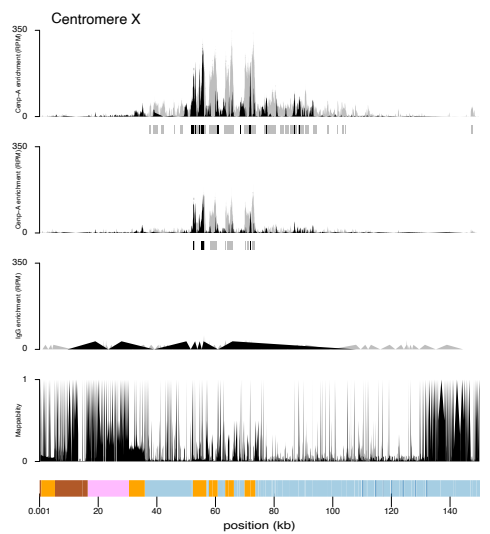 Centromere X
350
0
Cenp-A enrichment (RPM)
350
0
Cenp-A enrichment (RPM)
350
0
IgG enrichment (RPM)
1
0
Mappability
0.001 20 40 60 80 100 120 140
position (kb)